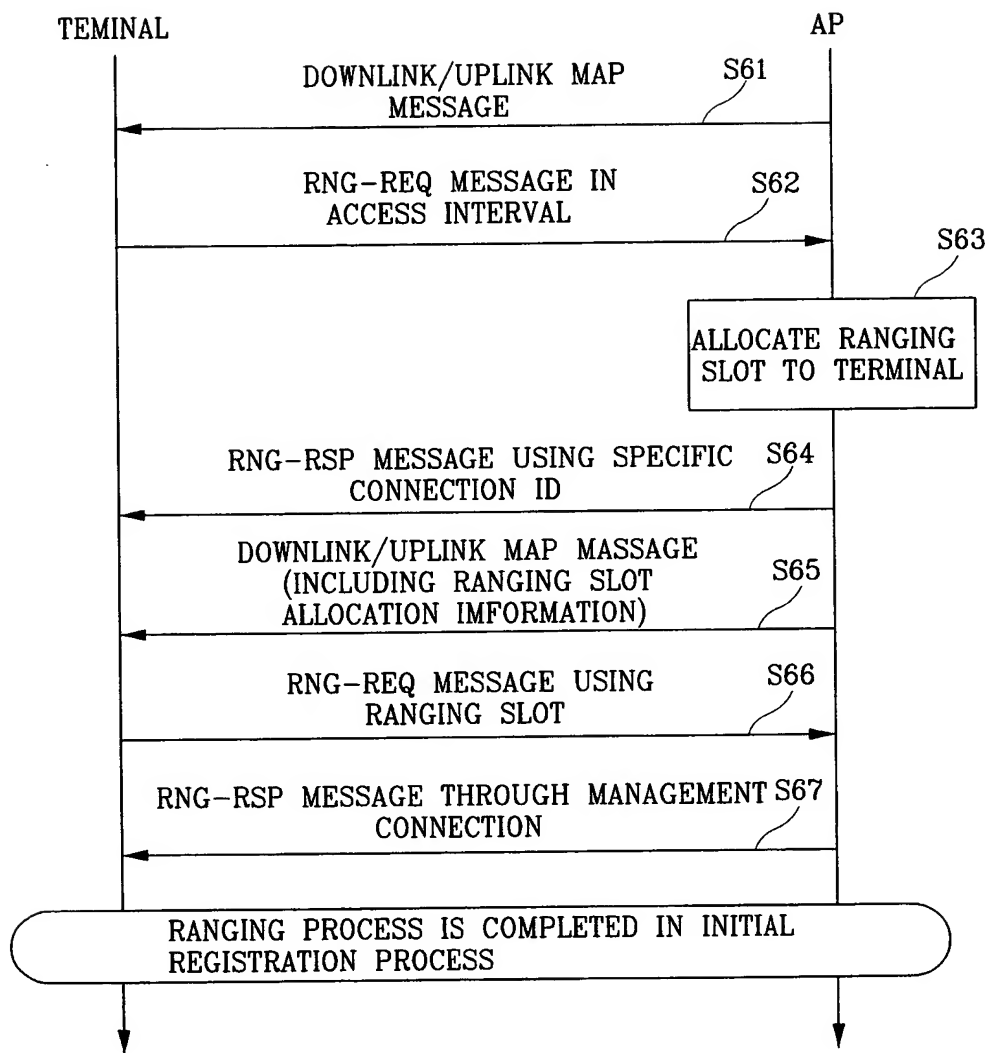 TEMINAL
AP
DOWNLINK/UPLINK MAP
MESSAGE
S61
RNG-REQ MESSAGE IN
ACCESS INTERVAL
S62
S63
ALLOCATE RANGING
SLOT TO TERMINAL
RNG-RSP MESSAGE USING SPECIFIC
CONNECTION ID
S64
DOWNLINK/UPLINK MAP MASSAGE
(INCLUDING RANGING SLOT
ALLOCATION IMFORMATION)
S65
RNG-REQ MESSAGE USING
RANGING SLOT
S66
RNG-RSP MESSAGE THROUGH MANAGEMENT
CONNECTION
S67
RANGING PROCESS IS COMPLETED IN INITIAL
REGISTRATION PROCESS